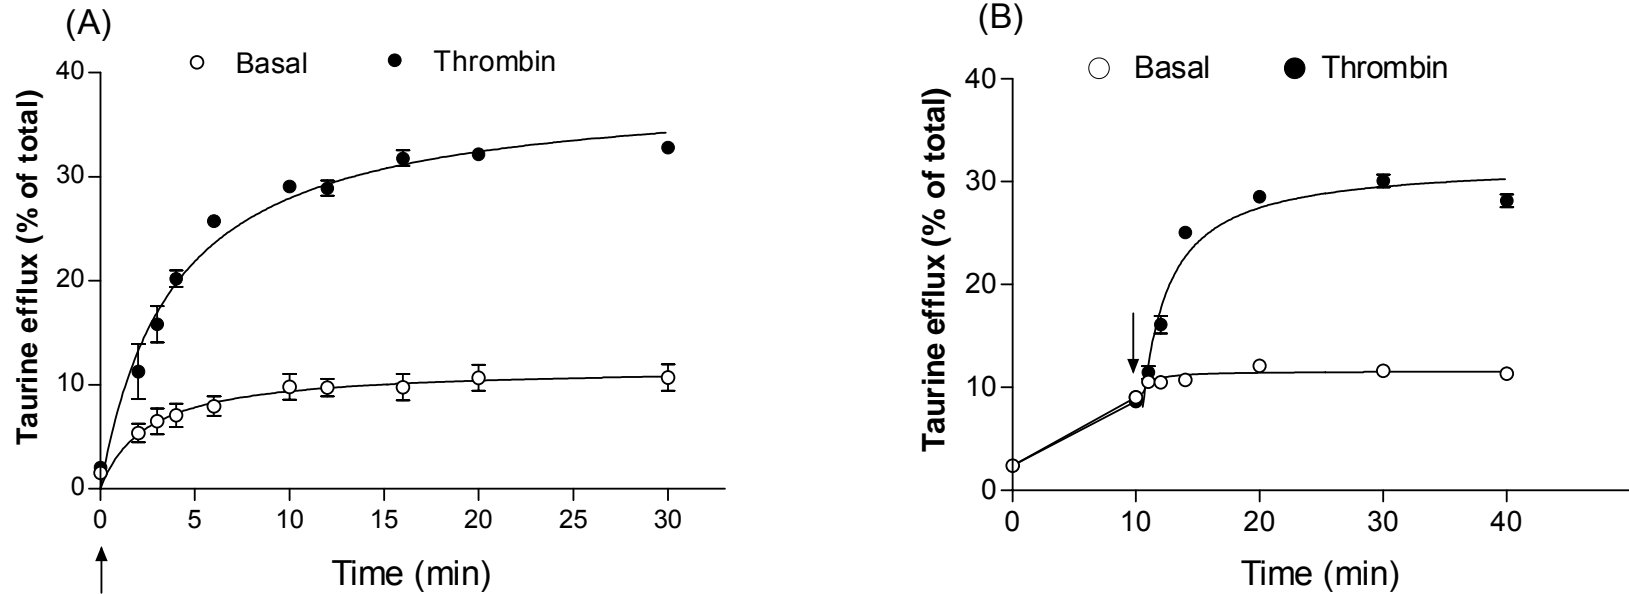 (A)
Basal
Thrombin
40
30
20
10
0
Taurine efflux (% of total)
0 5 10 15 20 25 30
Time (min)
(B)
Basal
Thrombin
40
30
20
10
0
Taurine efflux (% of total)
0 10 20 30 40
Time (min)